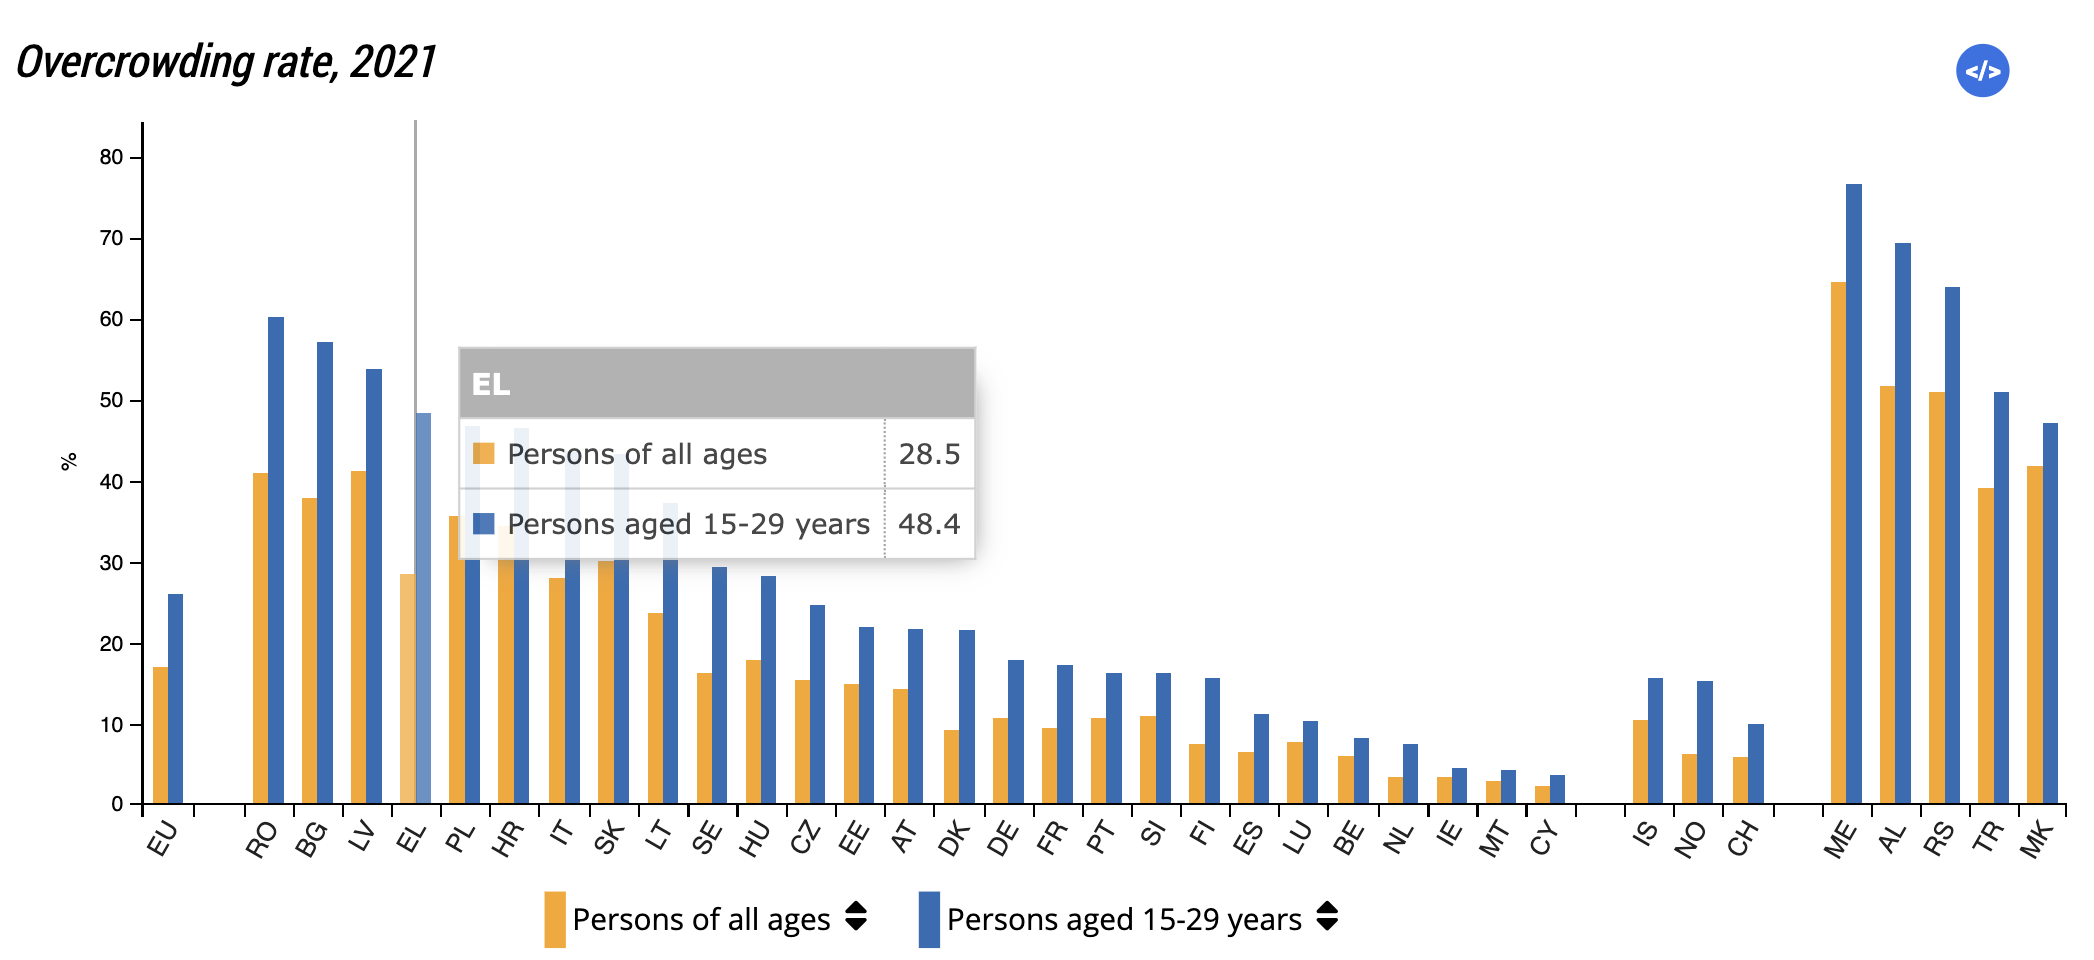 Overcrowding rate, 2021
</>
80
70
60
50
40
30
20
10
0
%
EL
Persons of all ages 28.5
Persons aged 15-29 years 48.4
EU RO BG LV EL PL HR IT SK LT SE HU CZ EE AT DK DE FR PT SI FI ES LU BE NL IE MT CY IS NO CH ME AL RS TR MK
Persons of all ages Persons aged 15-29 years